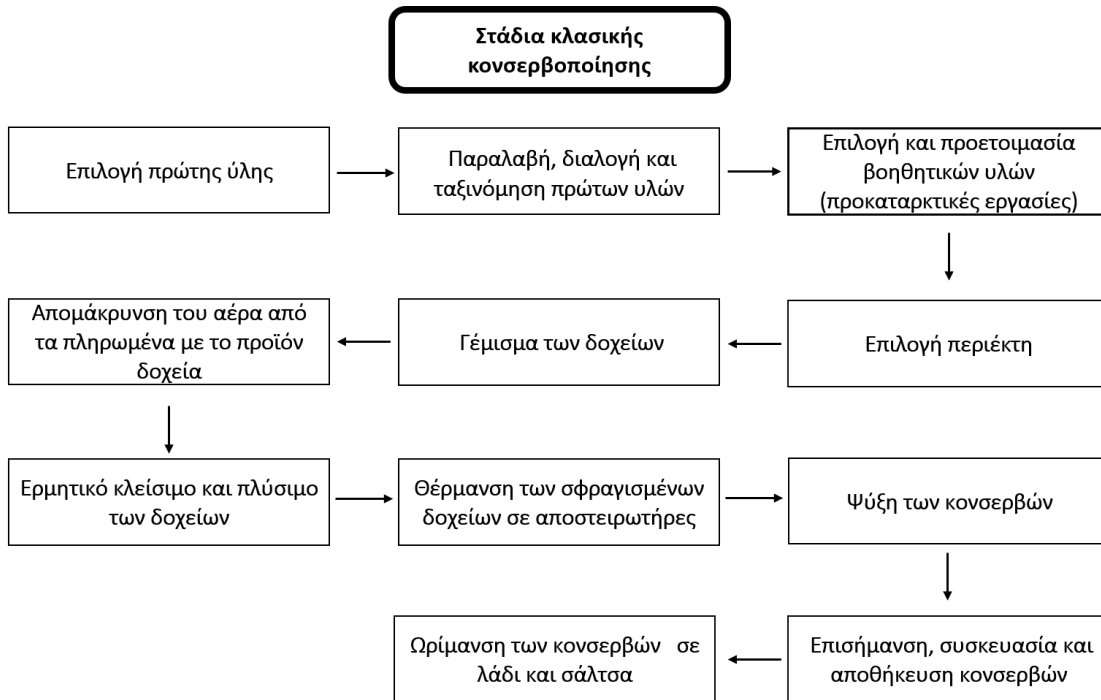 Στάδια κλασικής
κονσερβοποίησης
Επιλογή πρώτης ύλης
Παραλαβή, διαλογή και
ταξινόμηση πρώτων υλών
Επιλογή και προετοιμασία
βοηθητικών υλών
(προκαταρκτικές εργασίες)
Επιλογή περιέκτη
Γέμισμα των δοχείων
Απομάκρυνση του αέρα από
τα πληρωμένα με το προϊόν
δοχεία
Ερμητικό κλείσιμο και πλύσιμο
των δοχείων
Θέρμανση των σφραγισμένων
δοχείων σε αποστειρωτήρες
Ψύξη των κονσερβών
Επισήμανση, συσκευασία και
αποθήκευση κονσερβών
Ωρίμανση των κονσερβών σε
λάδι και σάλτσα